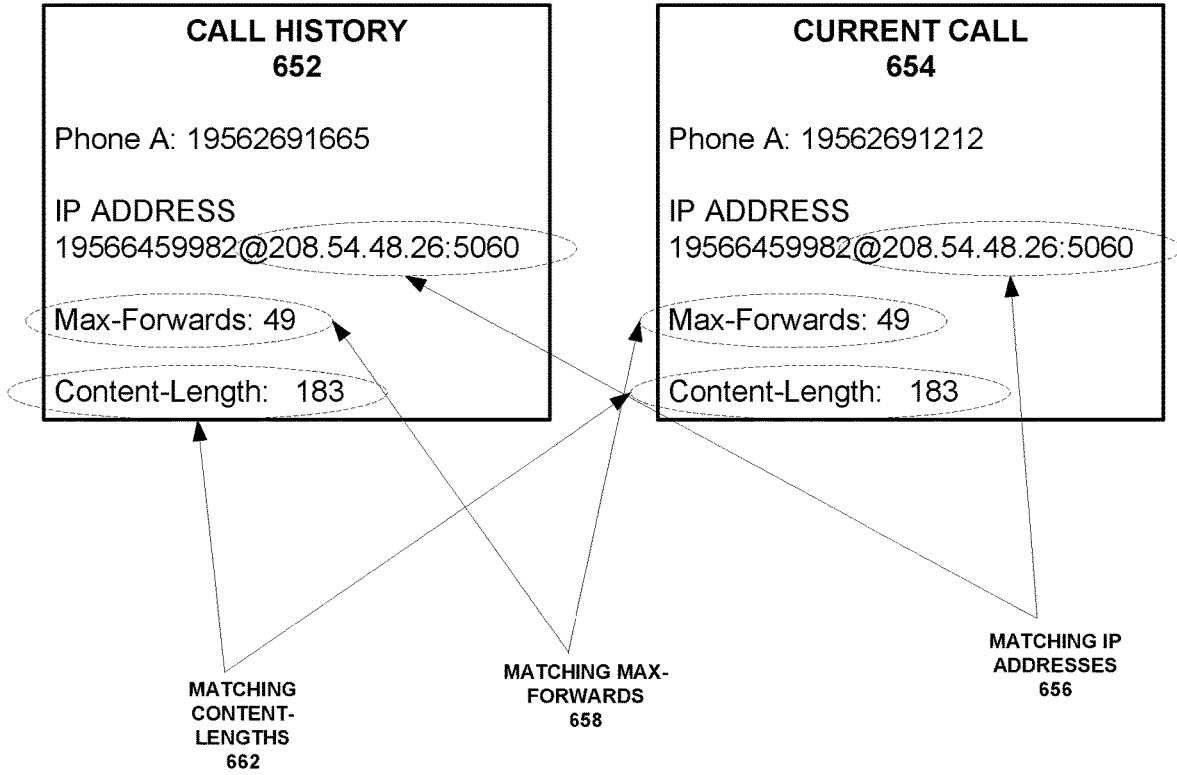 CALL HISTORY
652
Phone A: 19562691665
IP ADDRESS
19566459982@208.54.48.26:5060
Max-Forwards: 49
Content-Length: 183
CURRENT CALL
654
Phone A: 19562691212
IP ADDRESS
19566459982@208.54.48.26:5060
Max-Forwards: 49
Content-Length: 183
MATCHING
CONTENT-
LENGTHS
662
MATCHING MAX-
FORWARDS
658
MATCHING IP
ADDRESSES
656